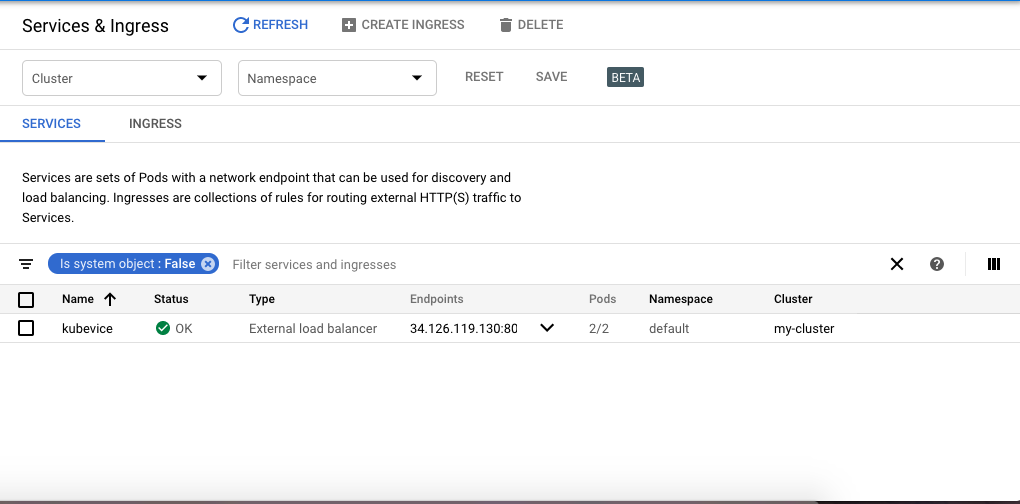 Services & Ingress
REFRESH
CREATE INGRESS
DELETE
Cluster
Namespace
RESET
SAVE
BETA
SERVICES
INGRESS
Services are sets of Pods with a network endpoint that can be used for discovery and
load balancing. Ingresses are collections of rules for routing external HTTP(S) traffic to
Services.
Is system object : False
Filter services and ingresses
Name Status Type Endpoints Pods Namespace Cluster
kubevice OK External load balancer 34.126.119.130:80 2/2 default my-cluster